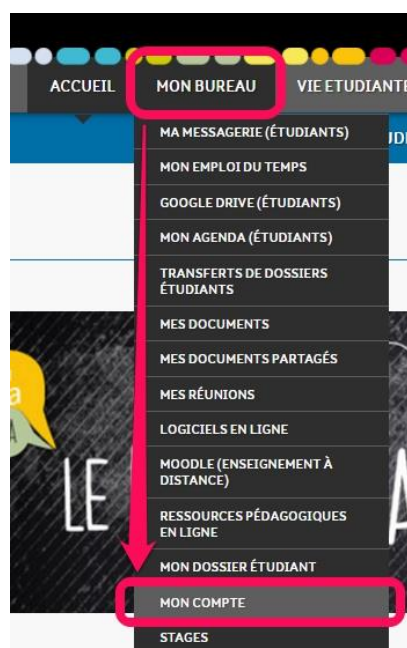 ACCUEIL MON BUREAU VIE ETUDIANTE
MA MESSAGERIE (ÉTUDIANTS)
MON EMPLOI DU TEMPS
GOOGLE DRIVE (ÉTUDIANTS)
MON AGENDA (ÉTUDIANTS)
TRANSFERTS DE DOSSIERS
ÉTUDIANTS
MES DOCUMENTS
MES DOCUMENTS PARTAGÉS
MES RÉUNIONS
LOGICIELS EN LIGNE
MOODLE (ENSEIGNEMENT À
DISTANCE)
RESSOURCES PÉDAGOGIQUES
EN LIGNE
LE
MON DOSSIER ÉTUDIANT
MON COMPTE
STAGES